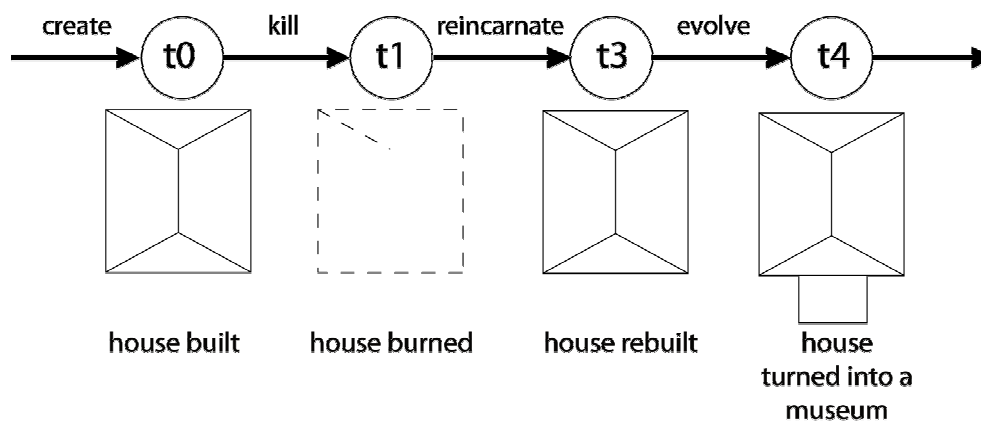 create
kill
reincarnate
evolve
t0
t1
t3
t4
house built
house burned
house rebuilt
house
turned into a
museum